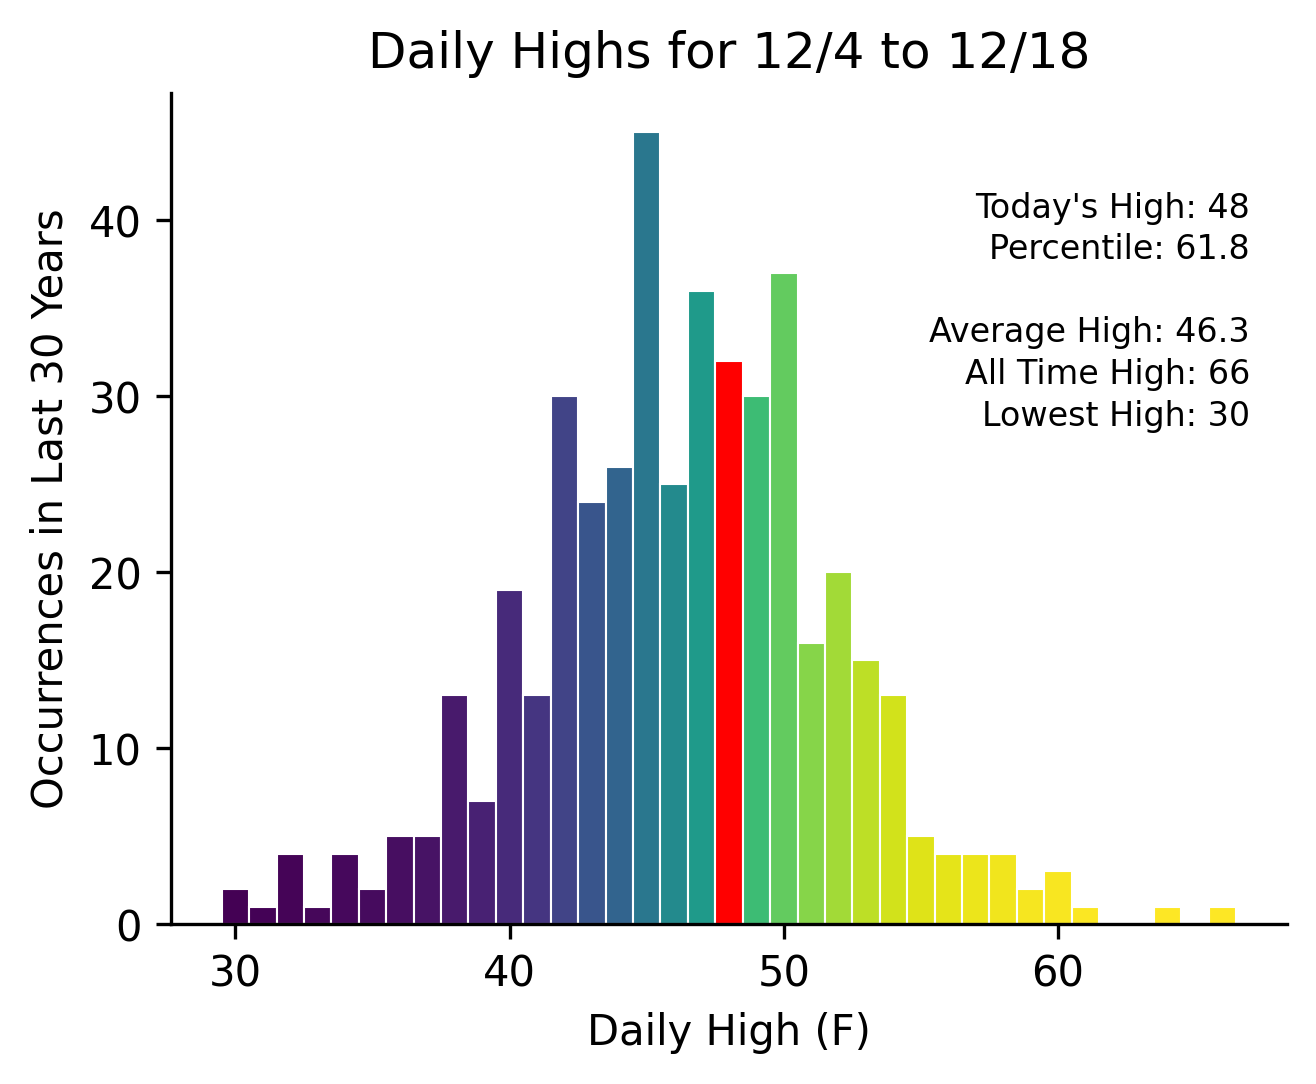 Daily Highs for 12/4 to 12/18
Occurrences in Last 30 Years
40
30
20
10
0
Today's High: 48
Percentile: 61.8
Average High: 46.3
All Time High: 66
Lowest High: 30
30
40
50
60
Daily High (F)